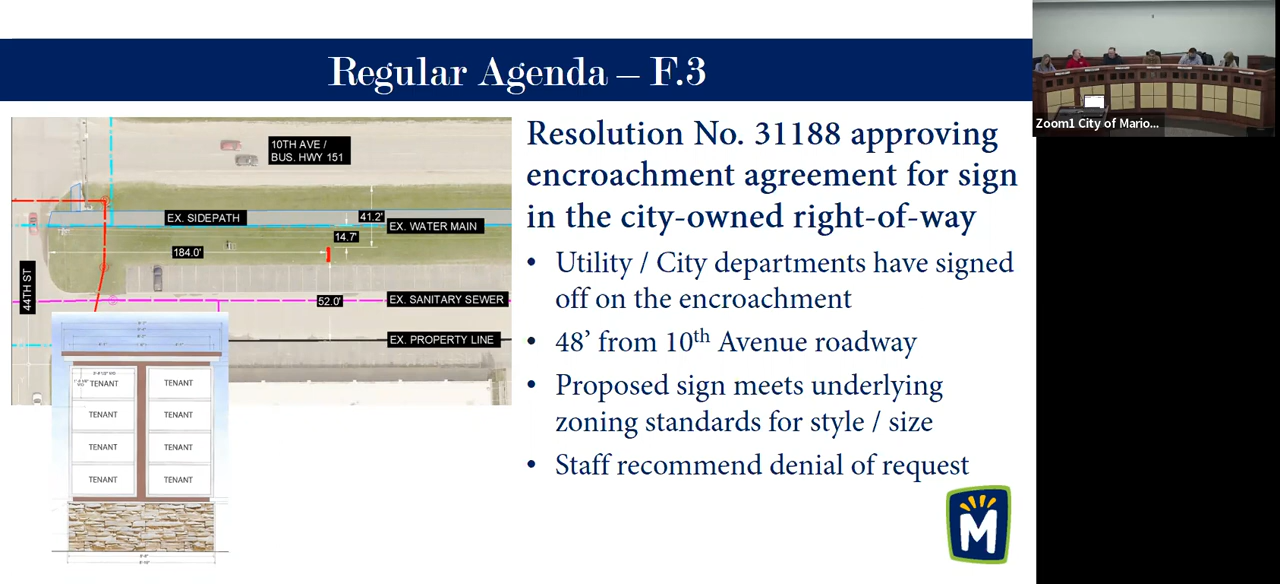 Regular Agenda – F.3
10TH AVE /
BUS. HWY 151
EX. SIDEPATH
41.2'
EX. WATER MAIN
14.7'
184.0'
44TH ST
52.0'
EX. SANITARY SEWER
EX. PROPERTY LINE
TENANT
TENANT
TENANT
TENANT
TENANT
TENANT
TENANT
TENANT
Resolution No. 31188 approving
encroachment agreement for sign
in the city-owned right-of-way
• Utility / City departments have signed
off on the encroachment
• 48’ from 10th Avenue roadway
• Proposed sign meets underlying
zoning standards for style / size
• Staff recommend denial of request
M
Zoom1 City of Mario...